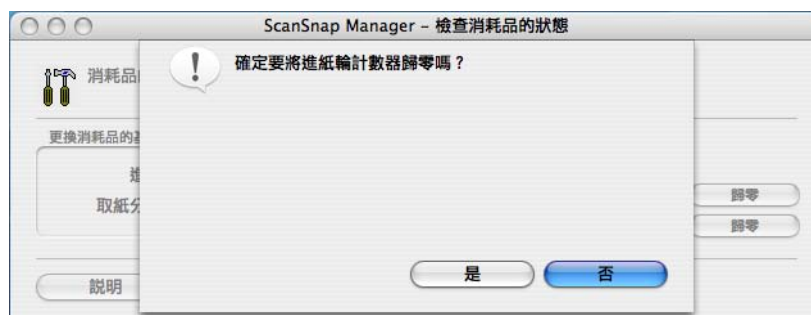 ScanSnap Manager – 檢查消耗品的狀態
確定要將進紙輪計數器歸零嗎？
消耗品
更換消耗品的
進
歸零
取紙分
歸零
是
否
說明